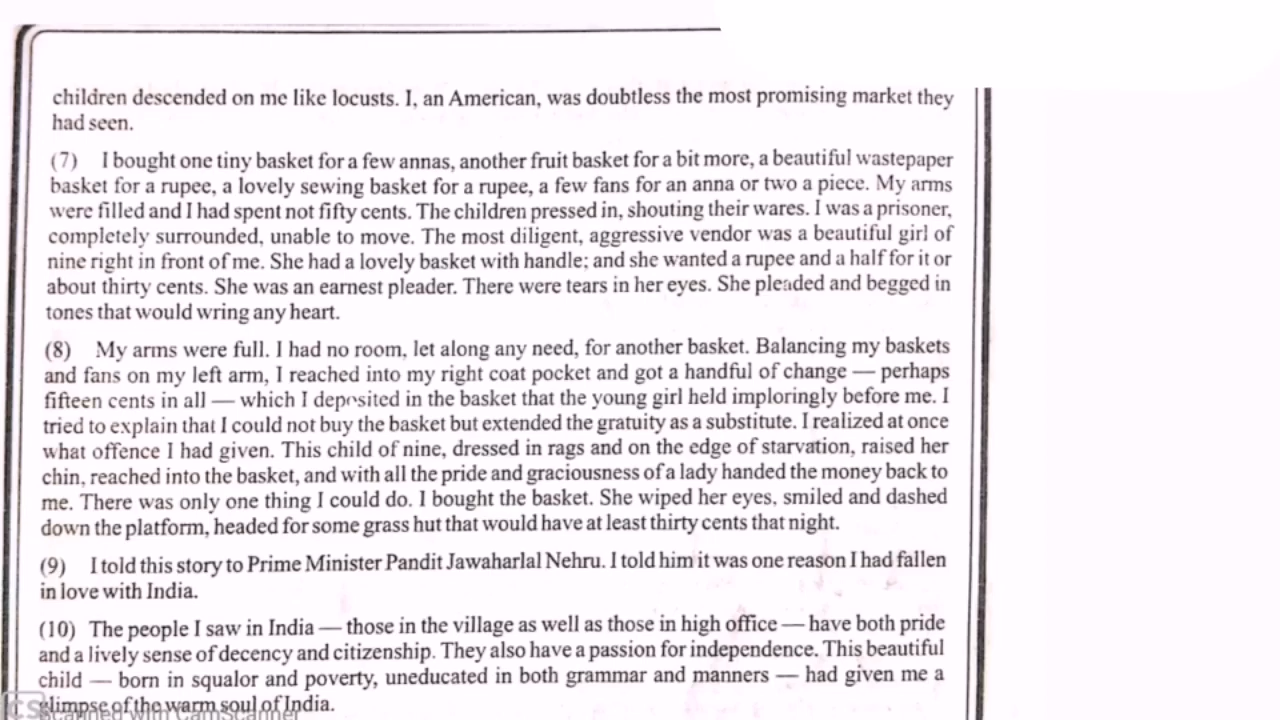 children descended on me like locusts. I, an American, was doubtless the most promising market they
had seen.
(7) I bought one tiny basket for a few annas, another fruit basket for a bit more, a beautiful wastepaper
basket for a rupee, a lovely sewing basket for a rupee, a few fans for an anna or two a piece. My arms
were filled and I had spent not fifty cents. The children pressed in, shouting their wares. I was a prisoner,
completely surrounded, unable to move. The most diligent, aggressive vendor was a beautiful girl of
nine right in front of me. She had a lovely basket with handle; and she wanted a rupee and a half for it or
about thirty cents. She was an earnest pleader. There were tears in her eyes. She pleaded and begged in
tones that would wring any heart.
(8) My arms were full. I had no room, let along any need, for another basket. Balancing my baskets
and fans on my left arm, I reached into my right coat pocket and got a handful of change — perhaps
fifteen cents in all — which I deposited in the basket that the young girl held imploringly before me. I
tried to explain that I could not buy the basket but extended the gratuity as a substitute. I realized at once
what offence I had given. This child of nine, dressed in rags and on the edge of starvation, raised her
chin, reached into the basket, and with all the pride and graciousness of a lady handed the money back to
me. There was only one thing I could do. I bought the basket. She wiped her eyes, smiled and dashed
down the platform, headed for some grass hut that would have at least thirty cents that night.
(9) I told this story to Prime Minister Pandit Jawaharlal Nehru. I told him it was one reason I had fallen
in love with India.
(10) The people I saw in India — those in the village as well as those in high office — have both pride
and a lively sense of decency and citizenship. They also have a passion for independence. This beautiful
child — born in squalor and poverty, uneducated in both grammar and manners — had given me a
glimpse of the warm soul of India.
CS Scanned with CamScanner